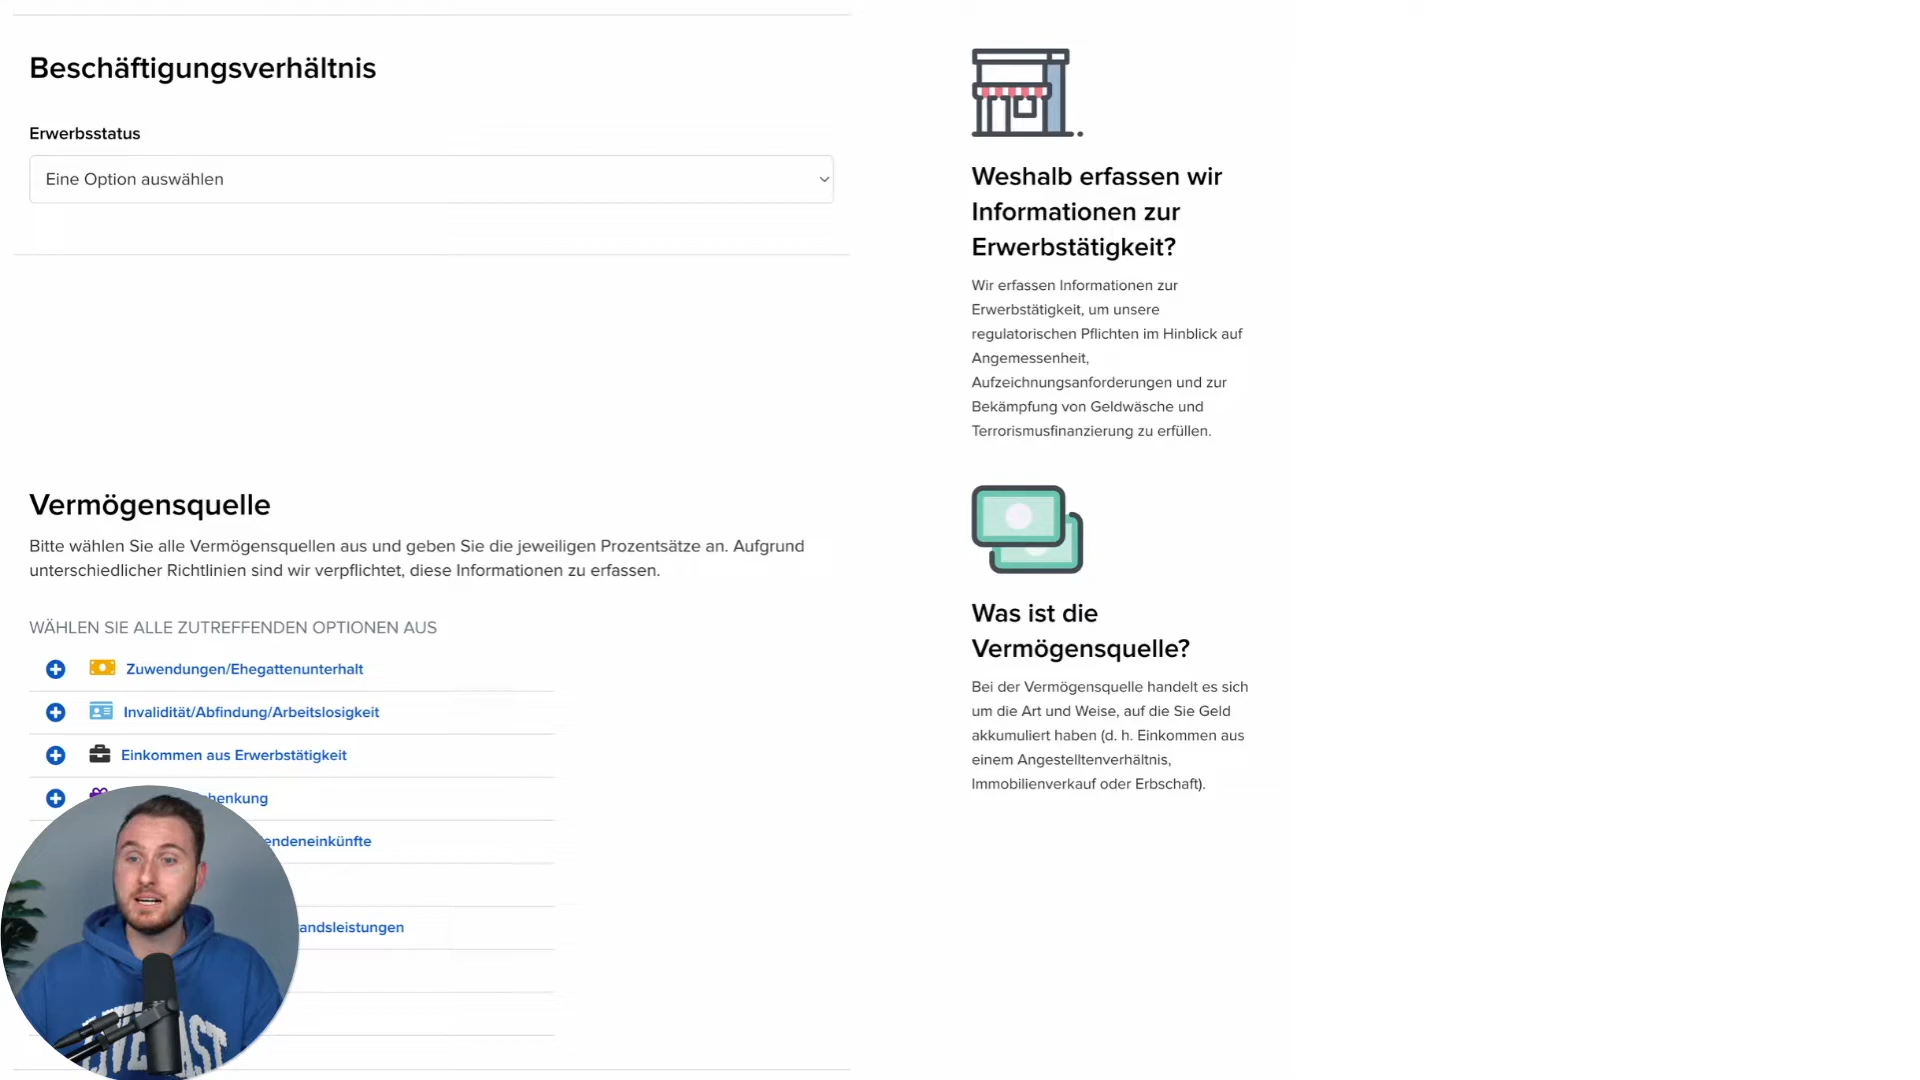 Beschäftigungsverhältnis
Erwerbsstatus
Eine Option auswählen
Weshalb erfassen wir
Informationen zur
Erwerbstätigkeit?
Wir erfassen Informationen zur
Erwerbstätigkeit, um unsere
regulatorischen Pflichten im Hinblick auf
Angemessenheit,
Aufzeichnungsanforderungen und zur
Bekämpfung von Geldwäsche und
Terrorismusfinanzierung zu erfüllen.
Vermögensquelle
Bitte wählen Sie alle Vermögensquellen aus und geben Sie die jeweiligen Prozentsätze an. Aufgrund
unterschiedlicher Richtlinien sind wir verpflichtet, diese Informationen zu erfassen.
WÄHLEN SIE ALLE ZUTREFFENDEN OPTIONEN AUS
Zuwendungen/Ehegattenunterhalt
Invalidität/Abfindung/Arbeitslosigkeit
Einkommen aus Erwerbstätigkeit
Was ist die
Vermögensquelle?
Bei der Vermögensquelle handelt es sich
um die Art und Weise, auf die Sie Geld
akkumuliert haben (d. h. Einkommen aus
einem Angestelltenverhältnis,
Immobilienverkauf oder Erbschaft).